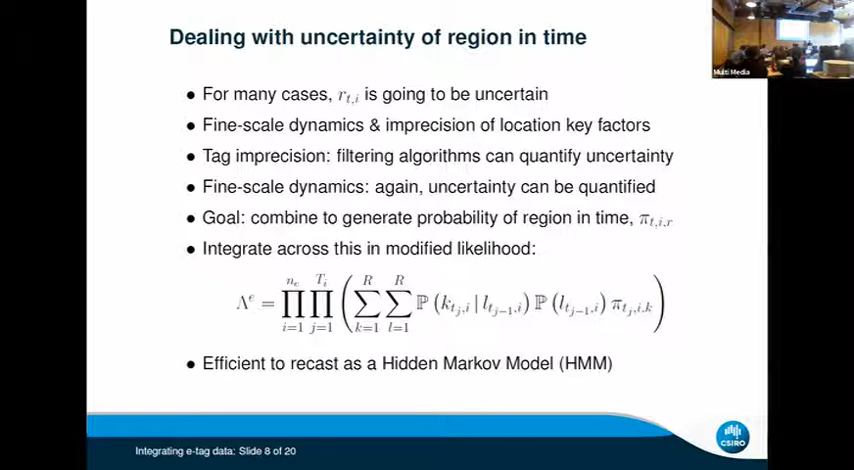 Dealing with uncertainty of region in time
• For many cases, r_{t,i} is going to be uncertain
• Fine-scale dynamics & imprecision of location key factors
• Tag imprecision: filtering algorithms can quantify uncertainty
• Fine-scale dynamics: again, uncertainty can be quantified
• Goal: combine to generate probability of region in time, π_{t,i,r}
• Integrate across this in modified likelihood:
Λ^e = ∏_{i=1}^{n_e} ∏_{j=1}^{T_i} ( ∑_{k=1}^{R} ∑_{l=1}^{R} ℙ (k_{t_j,i} | l_{t_{j-1},i}) ℙ (l_{t_{j-1},i}) π_{t_j,i,k} )
• Efficient to recast as a Hidden Markov Model (HMM)
Integrating e-tag data: Slide 8 of 20
CSIRO
Multi Media